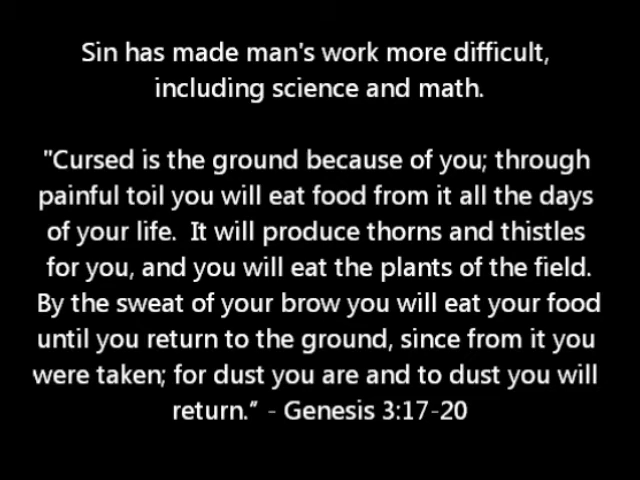 Sin has made man's work more difficult,
including science and math.
"Cursed is the ground because of you; through
painful toil you will eat food from it all the days
of your life.  It will produce thorns and thistles
for you, and you will eat the plants of the field.
By the sweat of your brow you will eat your food
until you return to the ground, since from it you
were taken; for dust you are and to dust you will
return.” - Genesis 3:17-20